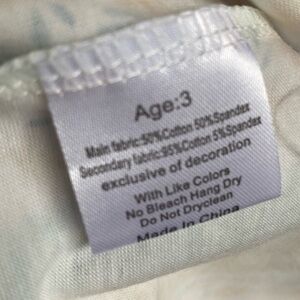 Age:3
Main fabric:50%Cotton 50%Spandex
Secondary fabric:95%Cotton 5%Spandex
exclusive of decoration
With Like Colors
No Bleach Hang Dry
Do Not Dryclean
Made In China